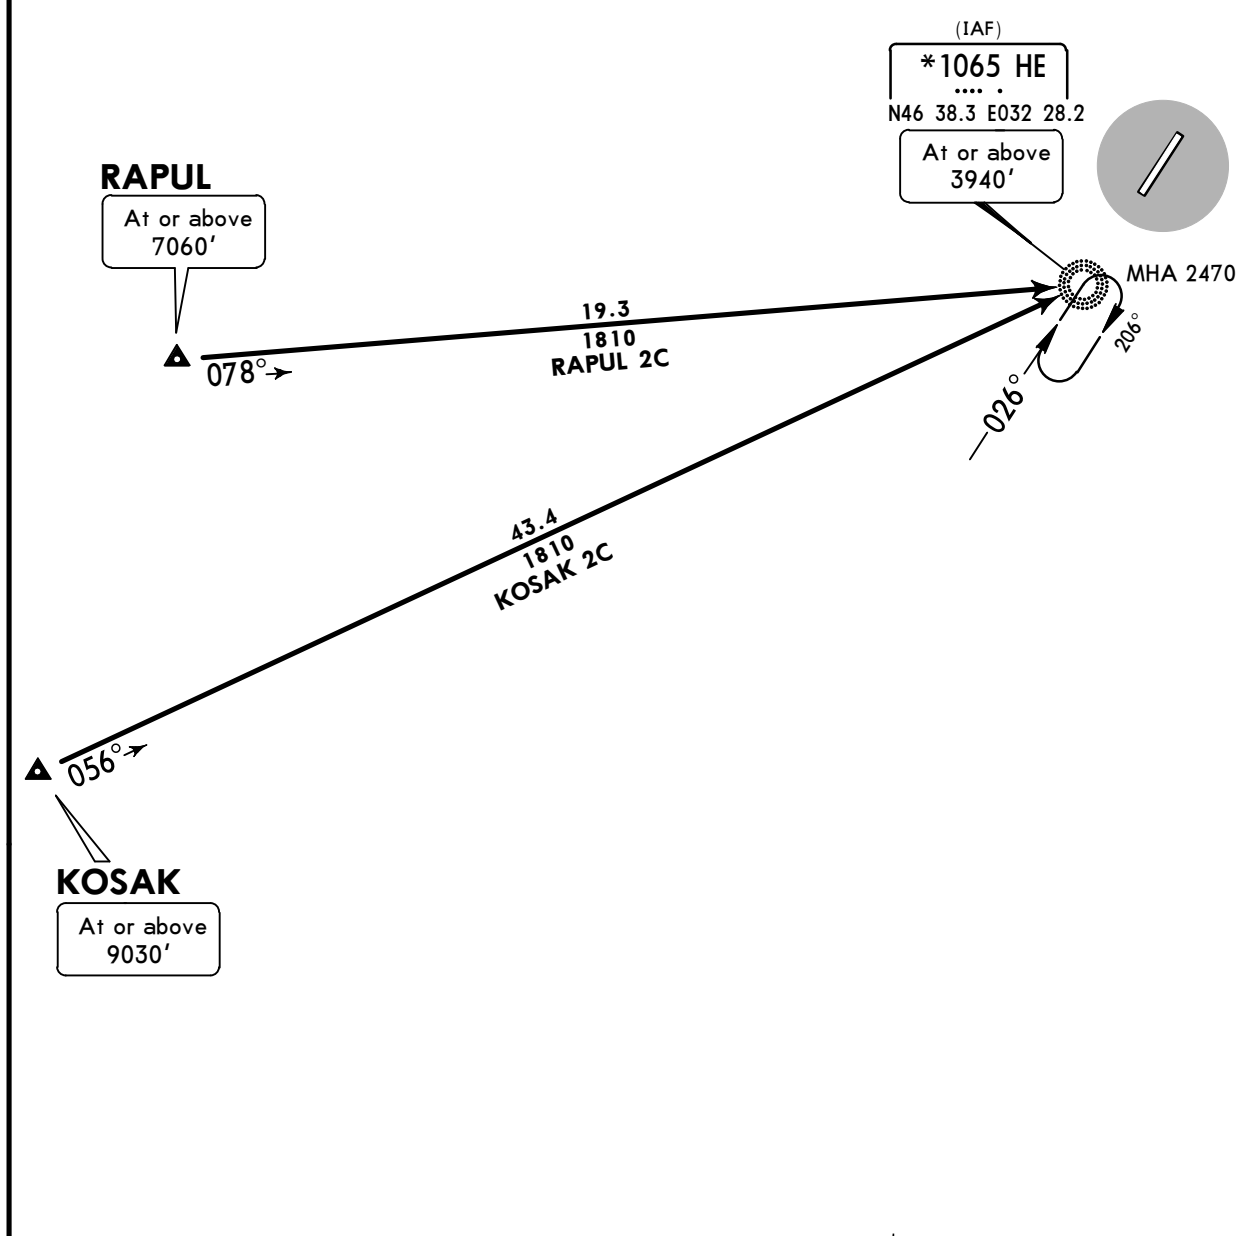 (IAF)
*1065 HE
N46 38.3 E032 28.2
At or above
3940'
RAPUL
At or above
7060'
MHA 2470
19.3
1810
RAPUL 2C
078°
206°
026°
43.4
1810
KOSAK 2C
056°
KOSAK
At or above
9030'